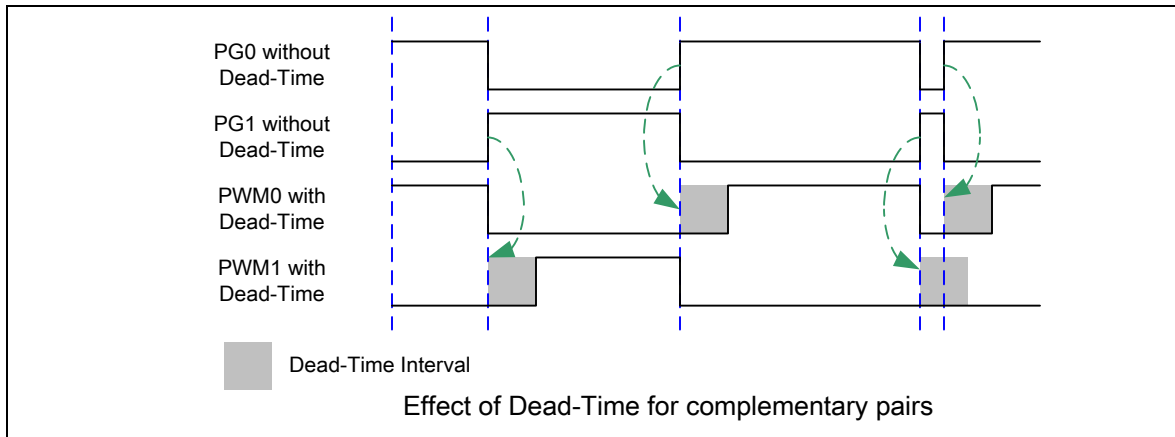 PG0 without
Dead-Time
PG1 without
Dead-Time
PWM0 with
Dead-Time
PWM1 with
Dead-Time
Dead-Time Interval
Effect of Dead-Time for complementary pairs